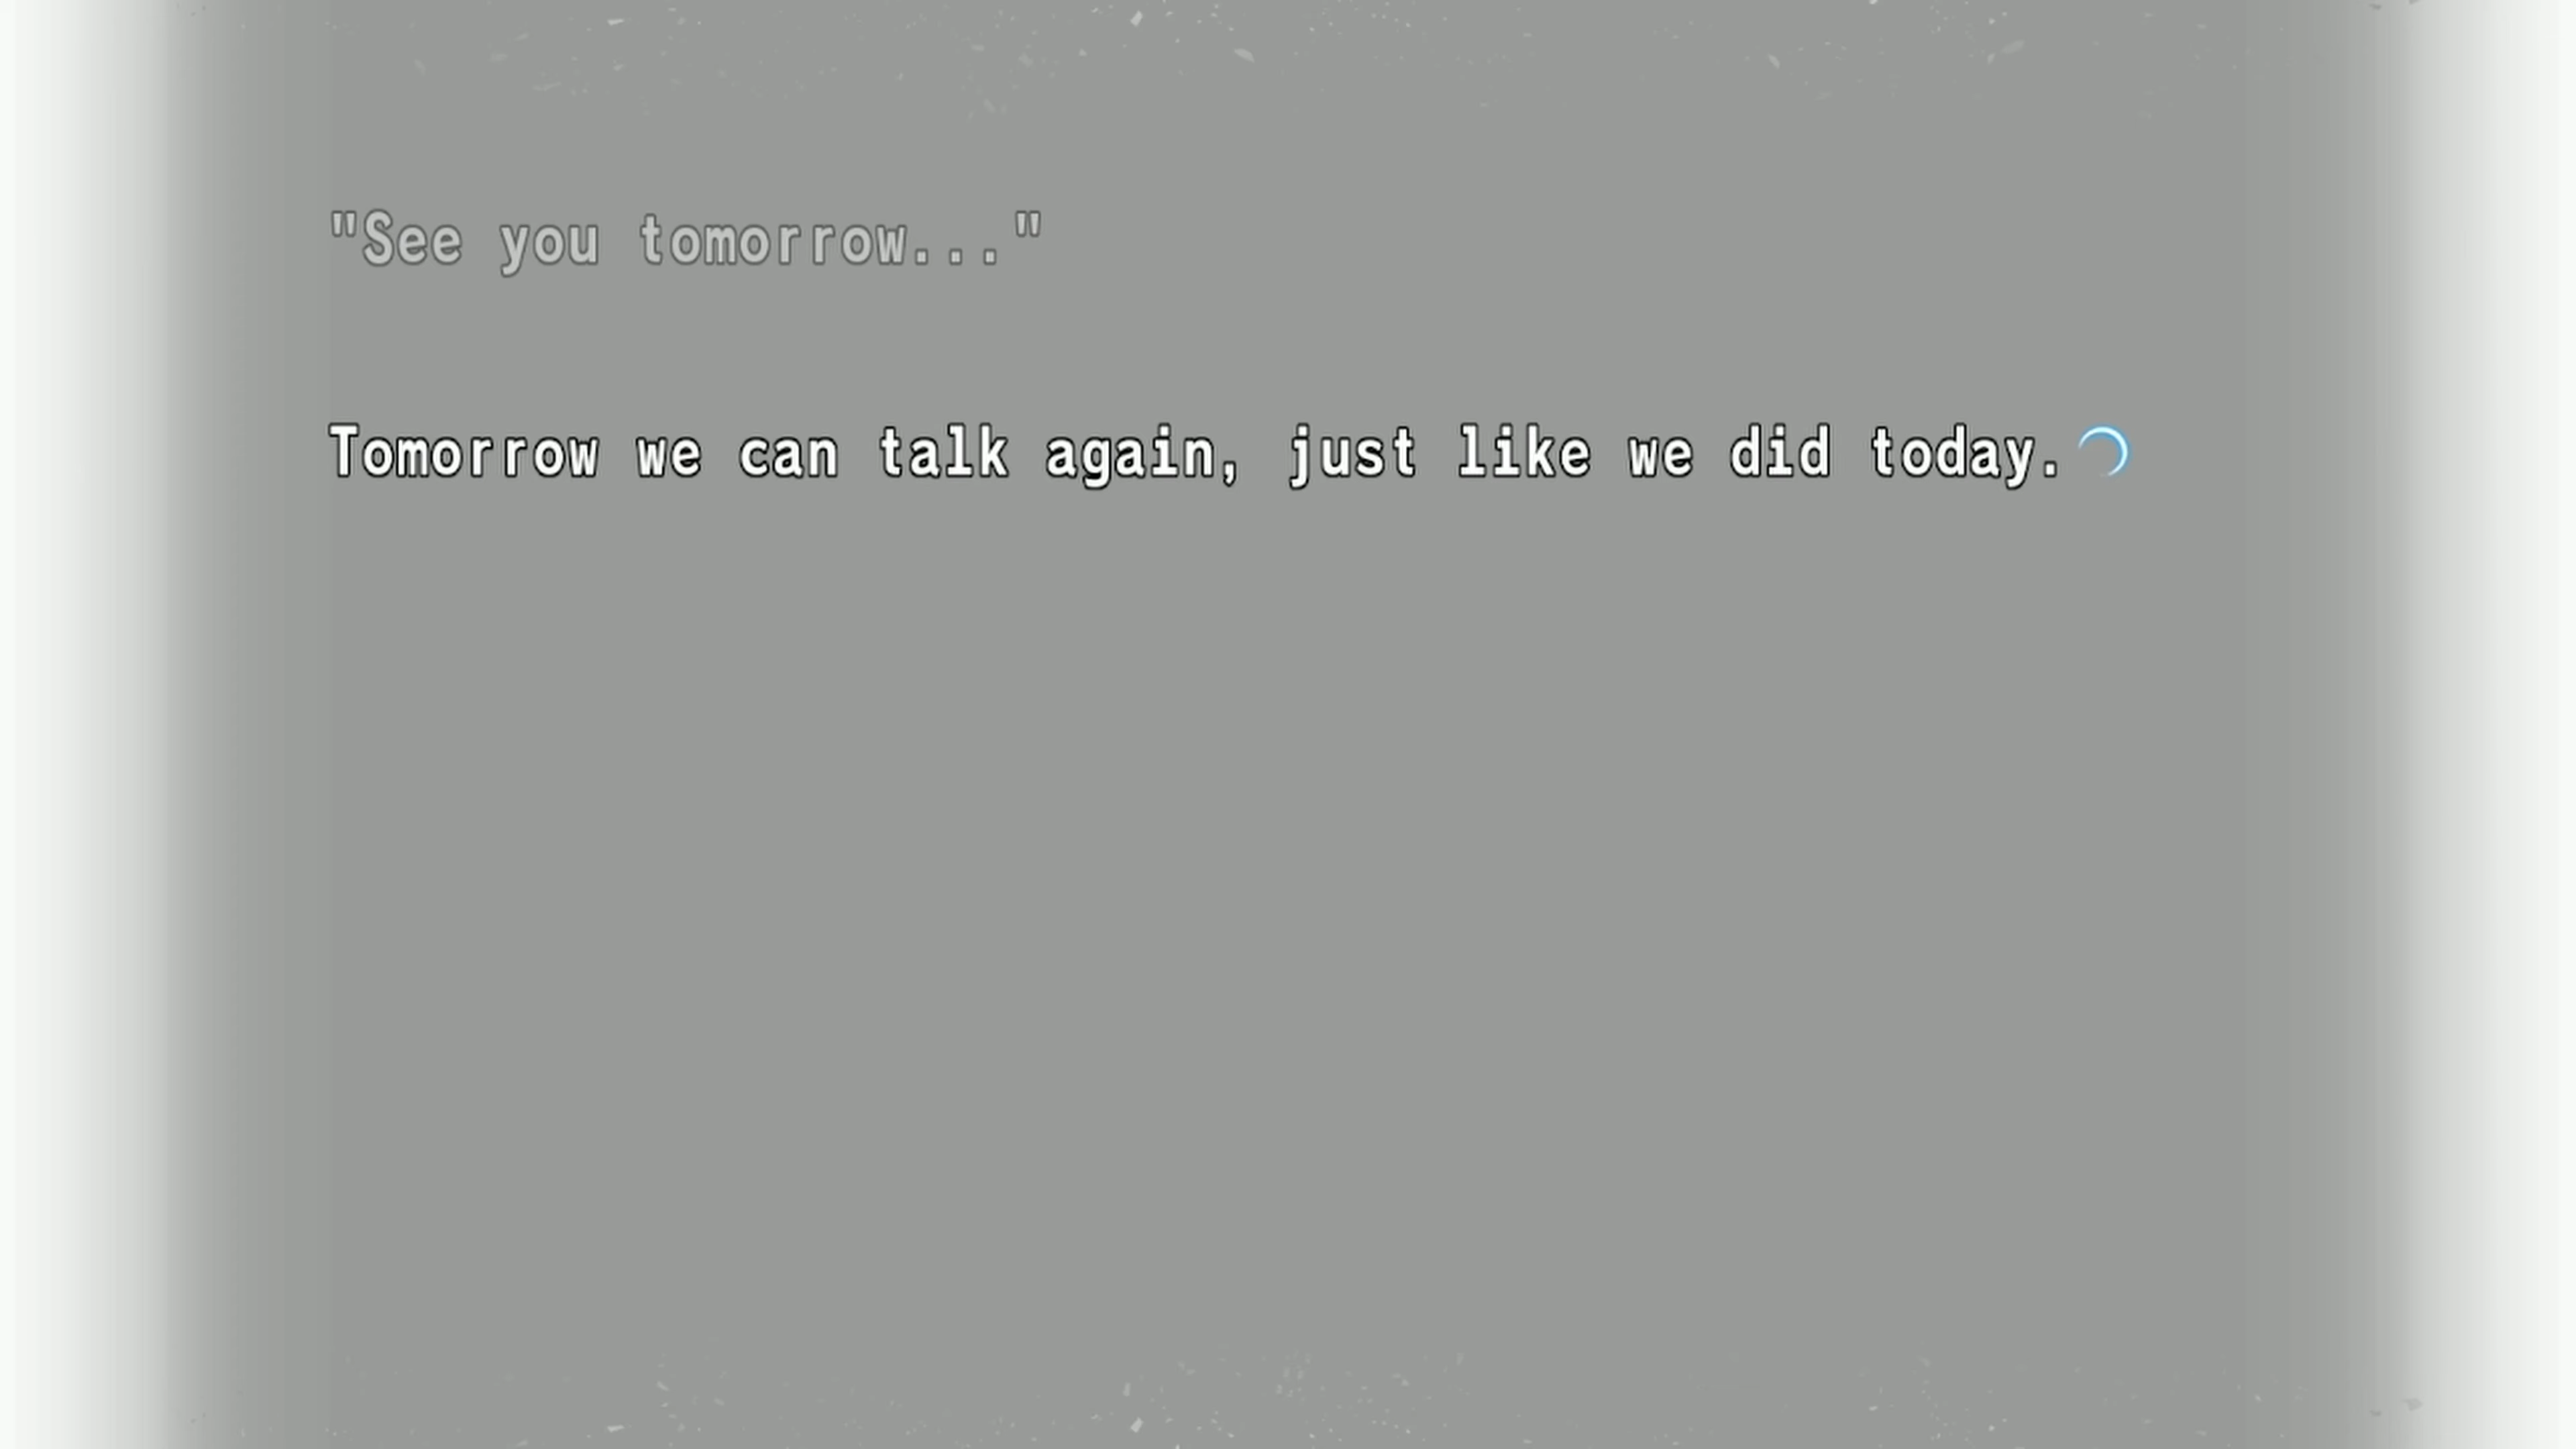 "See you tomorrow..."
Tomorrow we can talk again, just like we did today.